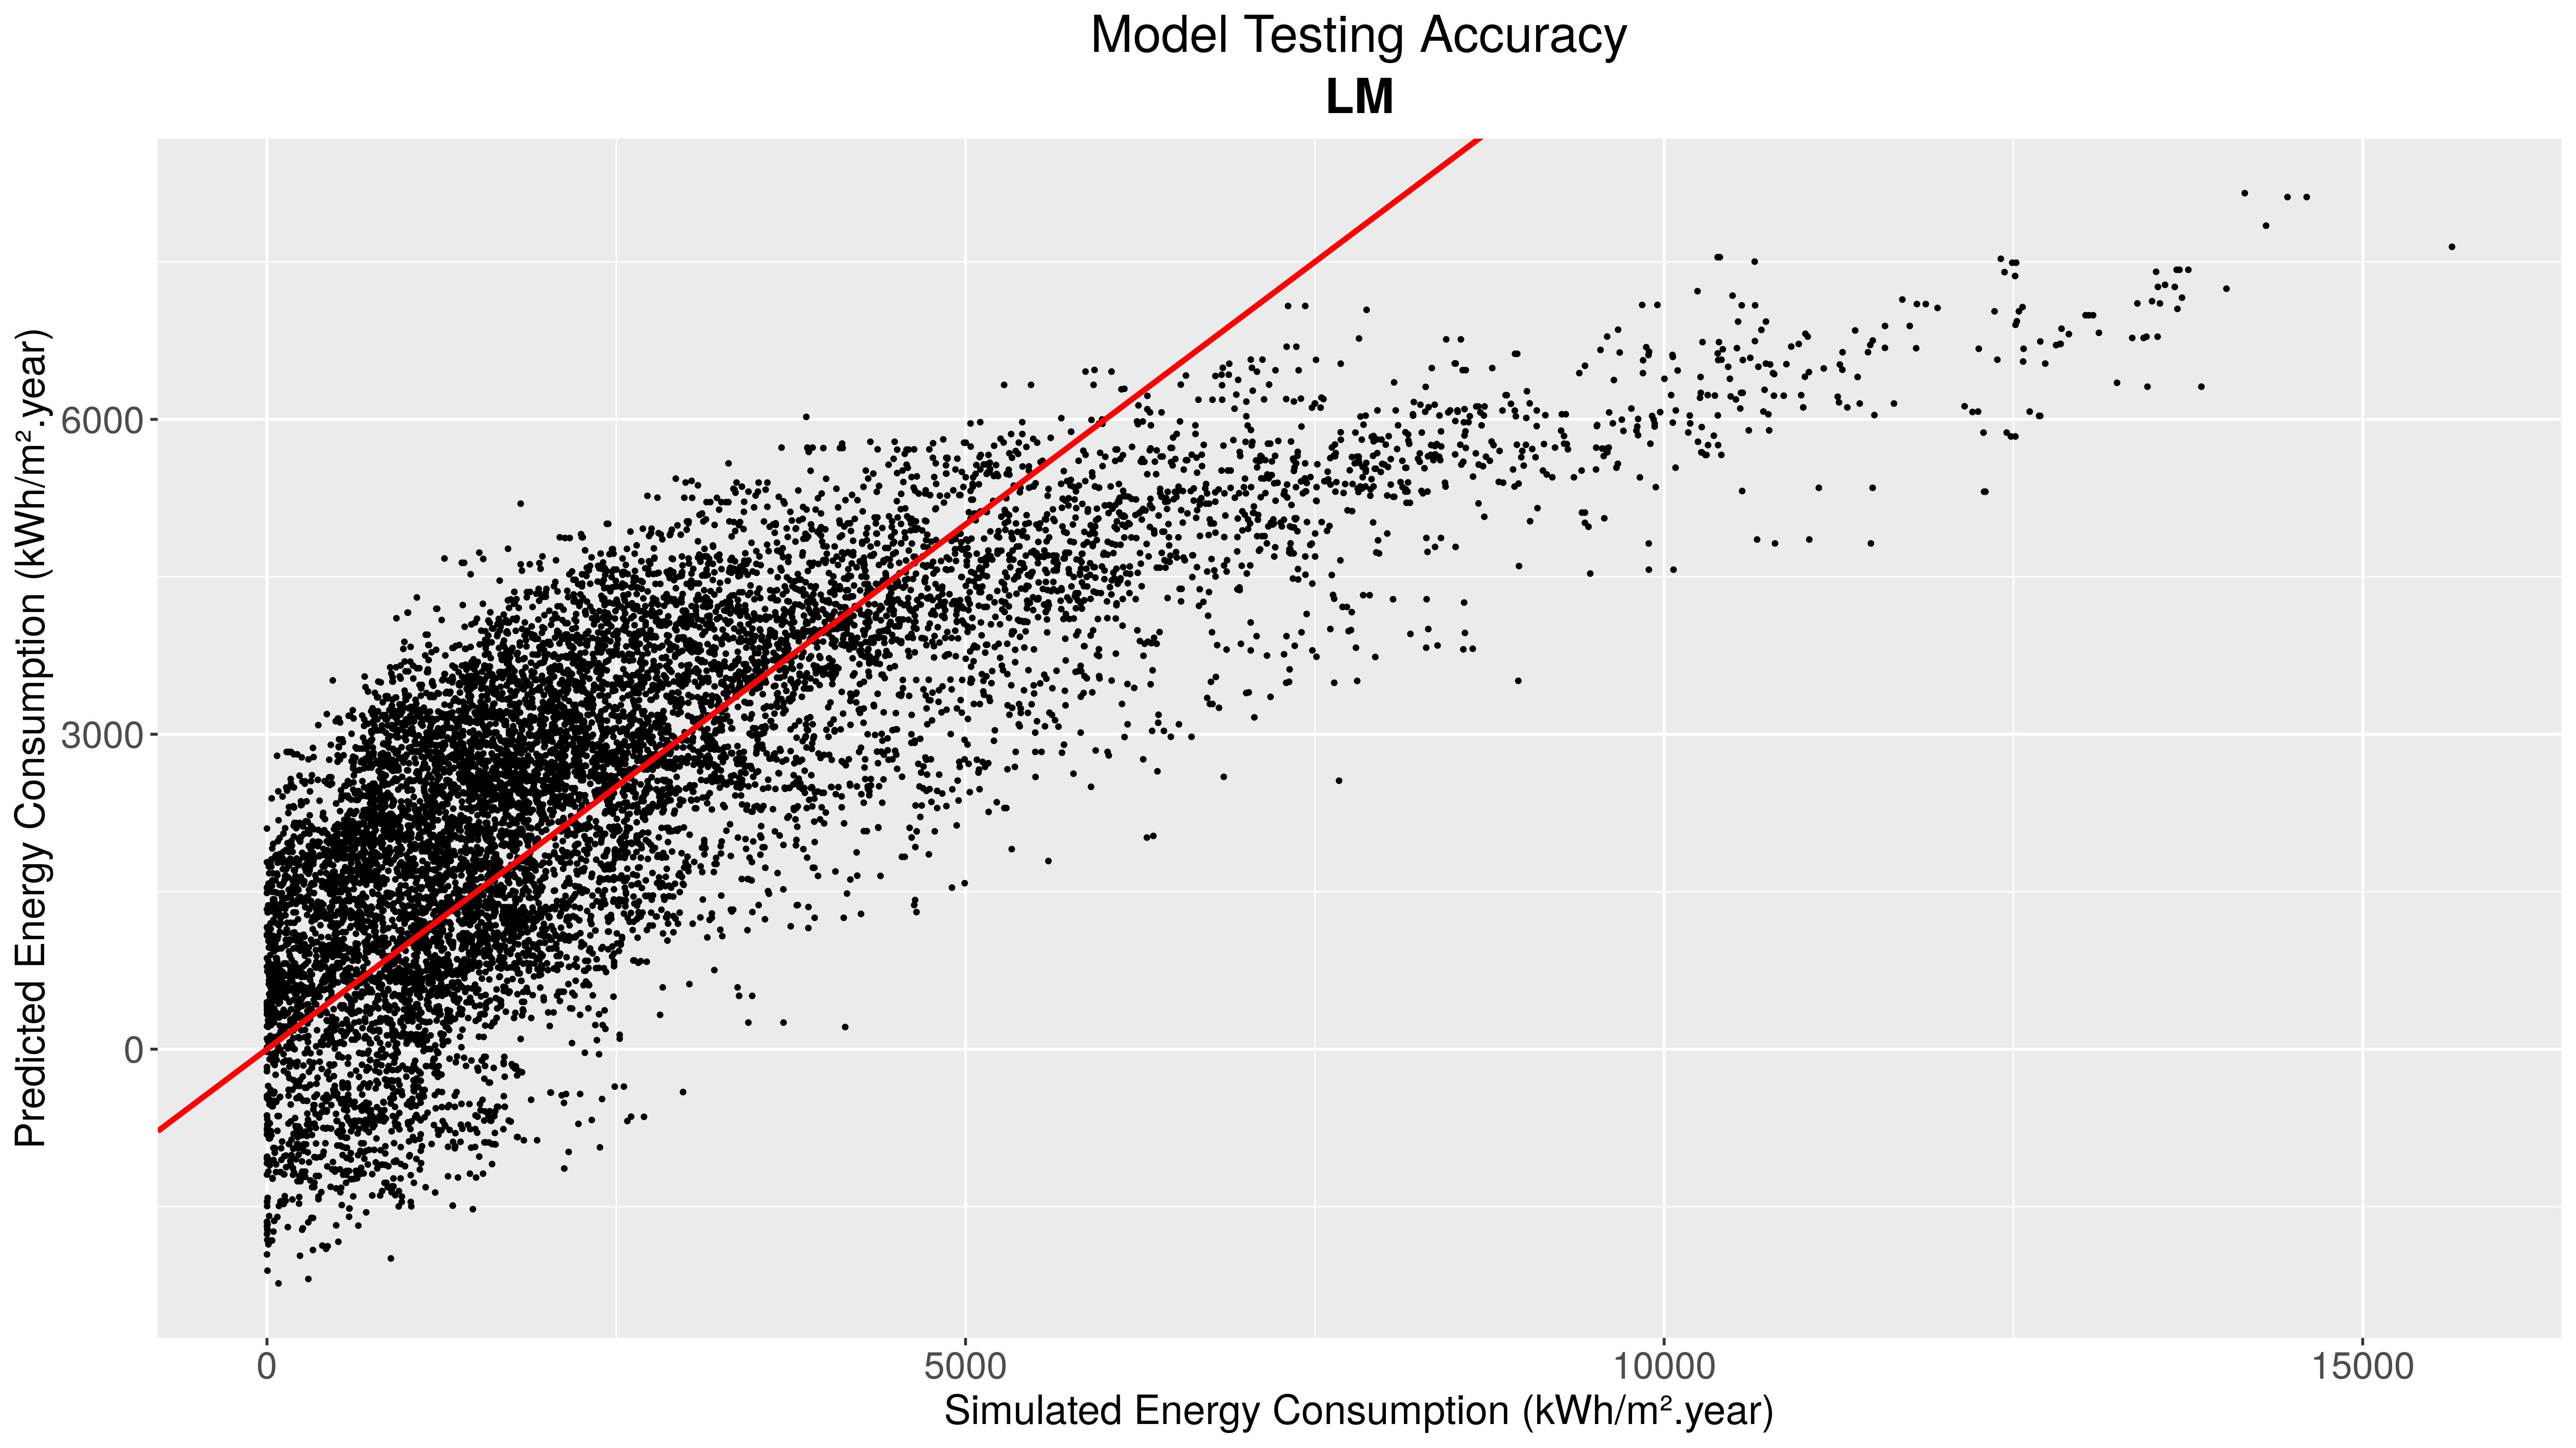 Model Testing Accuracy
LM
Predicted Energy Consumption (kWh/m².year)
6000
3000
0
0
5000
10000
15000
Simulated Energy Consumption (kWh/m².year)